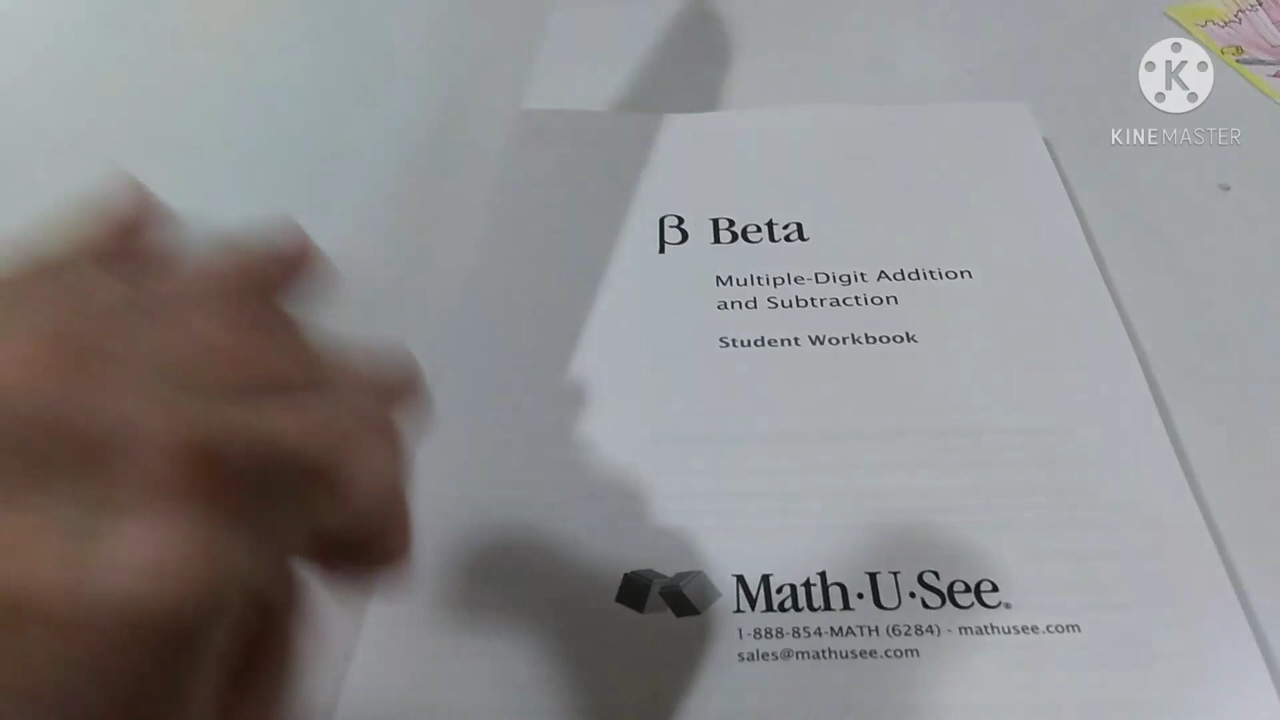 K
KINEMASTER
β Beta
Multiple-Digit Addition
and Subtraction
Student Workbook
Math·U·See®
1-888-854-MATH (6284) - mathusee.com
sales@mathusee.com